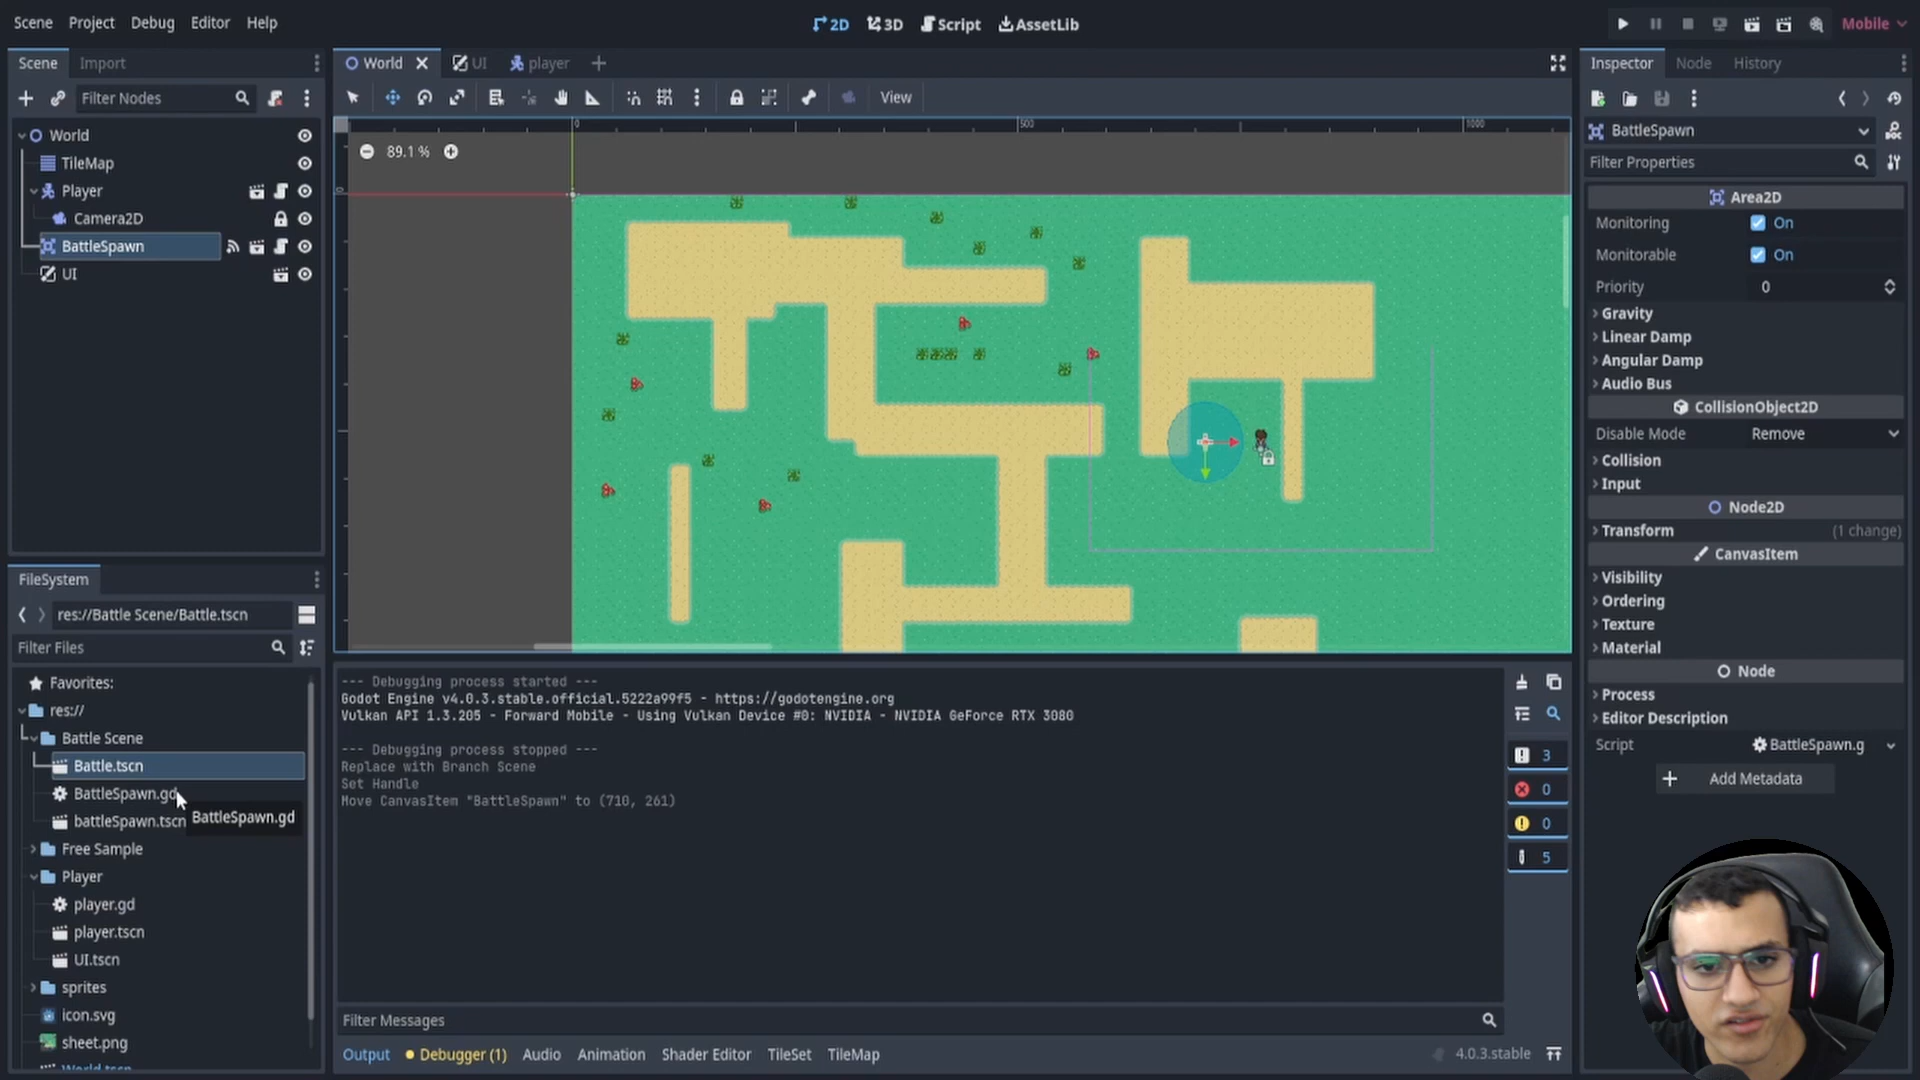 Scene Project Debug Editor Help
2D 3D Script AssetLib
Mobile
Scene Import
Filter Nodes
World
TileMap
Player
Camera2D
BattleSpawn
UI
FileSystem
res://Battle Scene/Battle.tscn
Filter Files
Favorites:
res://
Battle Scene
Battle.tscn
BattleSpawn.gd
battleSpawn.tscn
BattleSpawn.gd
Free Sample
Player
player.gd
player.tscn
UI.tscn
sprites
icon.svg
sheet.png
World.tscn
World UI player
View
0 500 1000
0
89.1 %
--- Debugging process started ---
Godot Engine v4.0.3.stable.official.5222a99f5 - https://godotengine.org
Vulkan API 1.3.205 - Forward Mobile - Using Vulkan Device #0: NVIDIA - NVIDIA GeForce RTX 3080
--- Debugging process stopped ---
Replace with Branch Scene
Set Handle
Move CanvasItem "BattleSpawn" to (710, 261)
3
0
0
5
Filter Messages
Output Debugger (1) Audio Animation Shader Editor TileSet TileMap
4.0.3.stable
Inspector Node History
BattleSpawn
Filter Properties
Area2D
Monitoring On
Monitorable On
Priority 0
Gravity
Linear Damp
Angular Damp
Audio Bus
CollisionObject2D
Disable Mode Remove
Collision
Input
Node2D
Transform (1 change)
CanvasItem
Visibility
Ordering
Texture
Material
Node
Process
Editor Description
Script BattleSpawn.g
Add Metadata